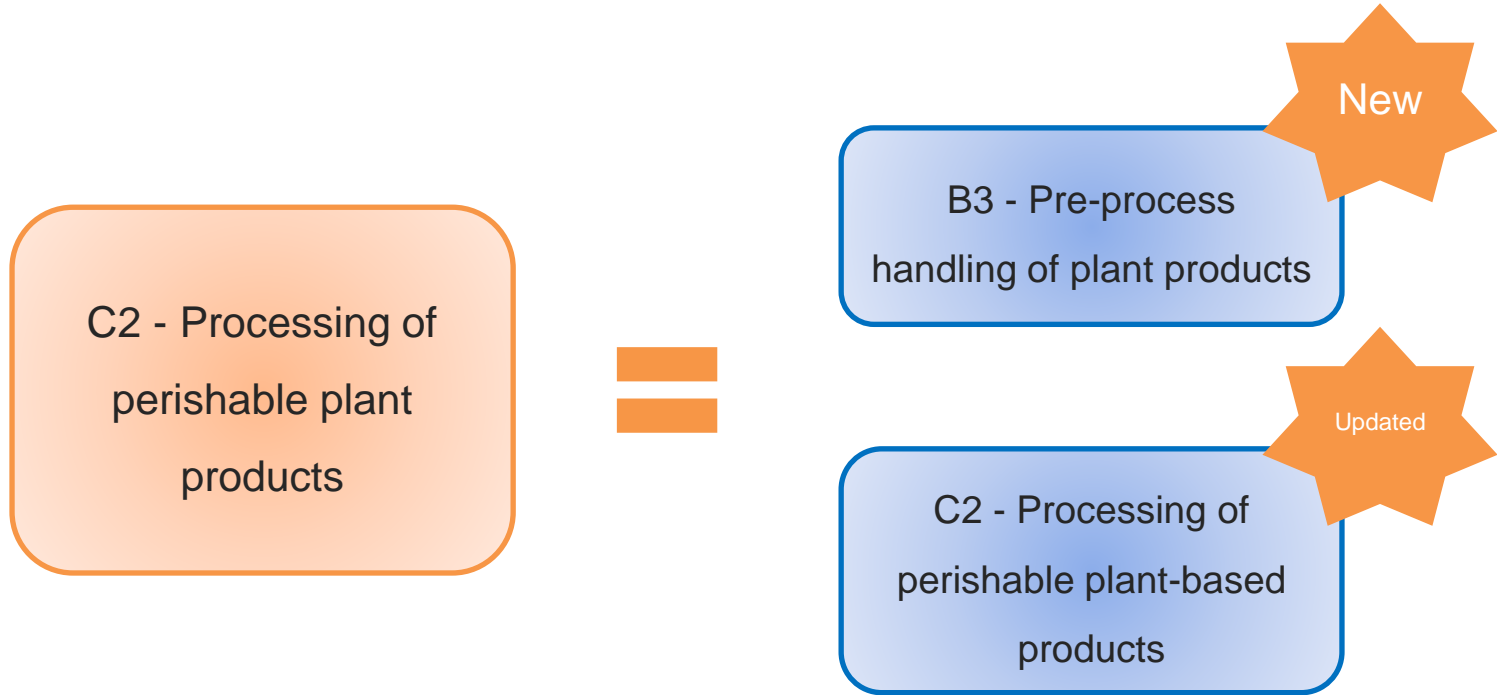 C2 - Processing of
perishable plant
products
New
B3 - Pre-process
handling of plant products
Updated
C2 - Processing of
perishable plant-based
products